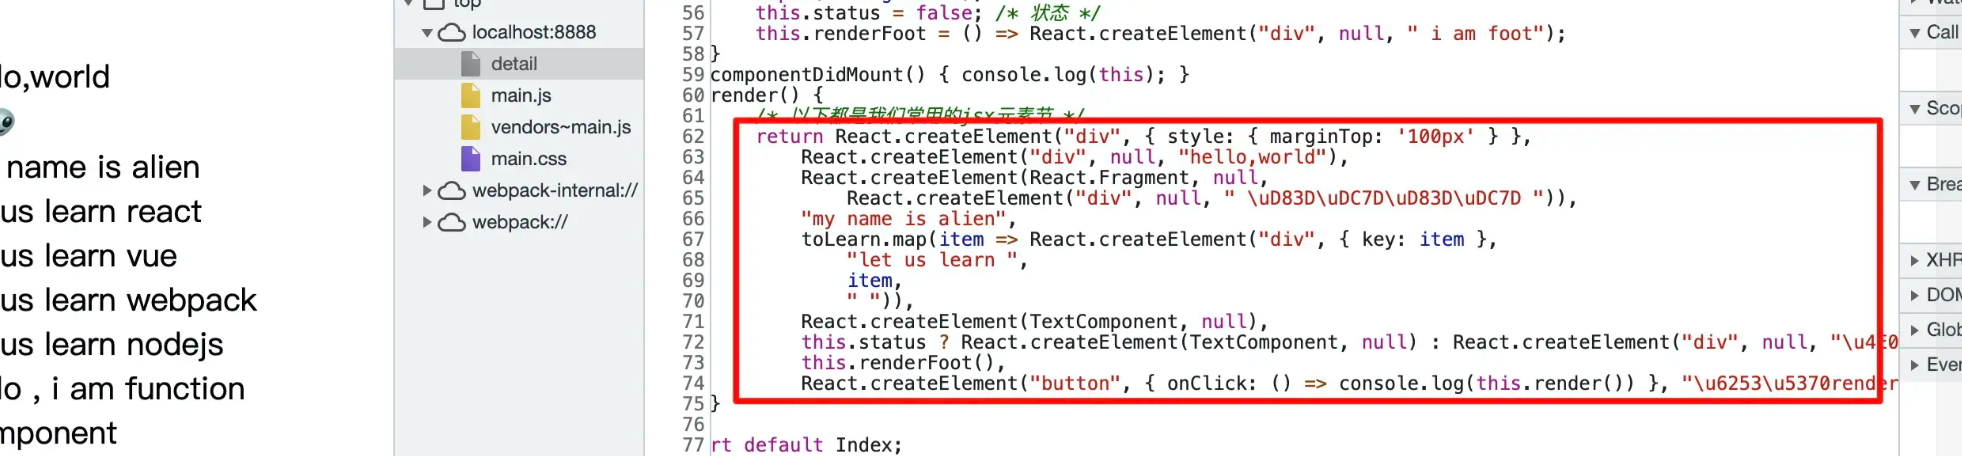 lo,world
name is alien
us learn react
us learn vue
us learn webpack
us learn nodejs
lo , i am function
mponent
top
localhost:8888
detail
main.js
vendors~main.js
main.css
webpack-internal://
webpack://
56 this.status = false; /* 状态 */
57 this.renderFoot = () => React.createElement("div", null, " i am foot");
58 }
59 componentDidMount() { console.log(this); }
60 render() {
61 /* 以下都是我们常用的jsx元素节 */
62 return React.createElement("div", { style: { marginTop: '100px' } },
63 React.createElement("div", null, "hello,world"),
64 React.createElement(React.Fragment, null,
65 React.createElement("div", null, " \uD83D\uDC7D\uD83D\uDC7D ")),
66 "my name is alien",
67 toLearn.map(item => React.createElement("div", { key: item },
68 "let us learn ",
69 item,
70 " ")),
71 React.createElement(TextComponent, null),
72 this.status ? React.createElement(TextComponent, null) : React.createElement("div", null, "\u4E0
73 this.renderFoot(),
74 React.createElement("button", { onClick: () => console.log(this.render()) }, "\u6253\u5370render
75 }
76
77 rt default Index;
Call
Scop
Brea
XHR
DOM
Glob
Even